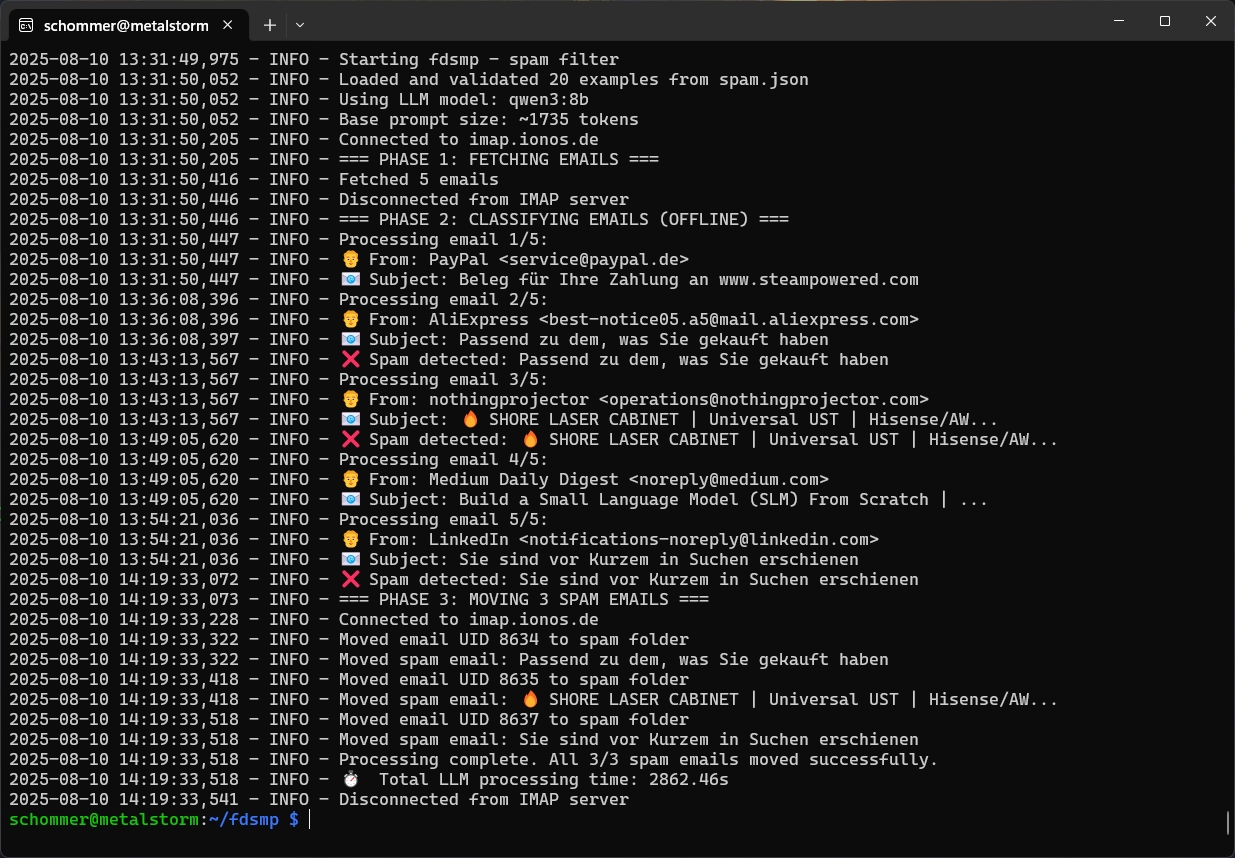 schommer@metalstorm
2025-08-10 13:31:49,975 - INFO - Starting fdsmp - spam filter
2025-08-10 13:31:50,052 - INFO - Loaded and validated 20 examples from spam.json
2025-08-10 13:31:50,052 - INFO - Using LLM model: qwen3:8b
2025-08-10 13:31:50,052 - INFO - Base prompt size: ~1735 tokens
2025-08-10 13:31:50,205 - INFO - Connected to imap.ionos.de
2025-08-10 13:31:50,205 - INFO - === PHASE 1: FETCHING EMAILS ===
2025-08-10 13:31:50,416 - INFO - Fetched 5 emails
2025-08-10 13:31:50,446 - INFO - Disconnected from IMAP server
2025-08-10 13:31:50,446 - INFO - === PHASE 2: CLASSIFYING EMAILS (OFFLINE) ===
2025-08-10 13:31:50,447 - INFO - Processing email 1/5:
2025-08-10 13:31:50,447 - INFO - 👨 From: PayPal <service@paypal.de>
2025-08-10 13:31:50,447 - INFO - 📧 Subject: Beleg für Ihre Zahlung an www.steampowered.com
2025-08-10 13:36:08,396 - INFO - Processing email 2/5:
2025-08-10 13:36:08,396 - INFO - 👨 From: AliExpress <best-notice05.a5@mail.aliexpress.com>
2025-08-10 13:36:08,397 - INFO - 📧 Subject: Passend zu dem, was Sie gekauft haben
2025-08-10 13:43:13,567 - INFO - ❌ Spam detected: Passend zu dem, was Sie gekauft haben
2025-08-10 13:43:13,567 - INFO - Processing email 3/5:
2025-08-10 13:43:13,567 - INFO - 👨 From: nothingprojector <operations@nothingprojector.com>
2025-08-10 13:43:13,567 - INFO - 📧 Subject: 🔥 SHORE LASER CABINET | Universal UST | Hisense/AW...
2025-08-10 13:49:05,620 - INFO - ❌ Spam detected: 🔥 SHORE LASER CABINET | Universal UST | Hisense/AW...
2025-08-10 13:49:05,620 - INFO - Processing email 4/5:
2025-08-10 13:49:05,620 - INFO - 👨 From: Medium Daily Digest <noreply@medium.com>
2025-08-10 13:49:05,620 - INFO - 📧 Subject: Build a Small Language Model (SLM) From Scratch | ...
2025-08-10 13:54:21,036 - INFO - Processing email 5/5:
2025-08-10 13:54:21,036 - INFO - 👨 From: LinkedIn <notifications-noreply@linkedin.com>
2025-08-10 13:54:21,036 - INFO - 📧 Subject: Sie sind vor Kurzem in Suchen erschienen
2025-08-10 14:19:33,072 - INFO - ❌ Spam detected: Sie sind vor Kurzem in Suchen erschienen
2025-08-10 14:19:33,073 - INFO - === PHASE 3: MOVING 3 SPAM EMAILS ===
2025-08-10 14:19:33,228 - INFO - Connected to imap.ionos.de
2025-08-10 14:19:33,322 - INFO - Moved email UID 8634 to spam folder
2025-08-10 14:19:33,322 - INFO - Moved spam email: Passend zu dem, was Sie gekauft haben
2025-08-10 14:19:33,418 - INFO - Moved email UID 8635 to spam folder
2025-08-10 14:19:33,418 - INFO - Moved spam email: 🔥 SHORE LASER CABINET | Universal UST | Hisense/AW...
2025-08-10 14:19:33,518 - INFO - Moved email UID 8637 to spam folder
2025-08-10 14:19:33,518 - INFO - Moved spam email: Sie sind vor Kurzem in Suchen erschienen
2025-08-10 14:19:33,518 - INFO - Processing complete. All 3/3 spam emails moved successfully.
2025-08-10 14:19:33,518 - INFO - ⏱ Total LLM processing time: 2862.46s
2025-08-10 14:19:33,541 - INFO - Disconnected from IMAP server
schommer@metalstorm:~/fdsmp $